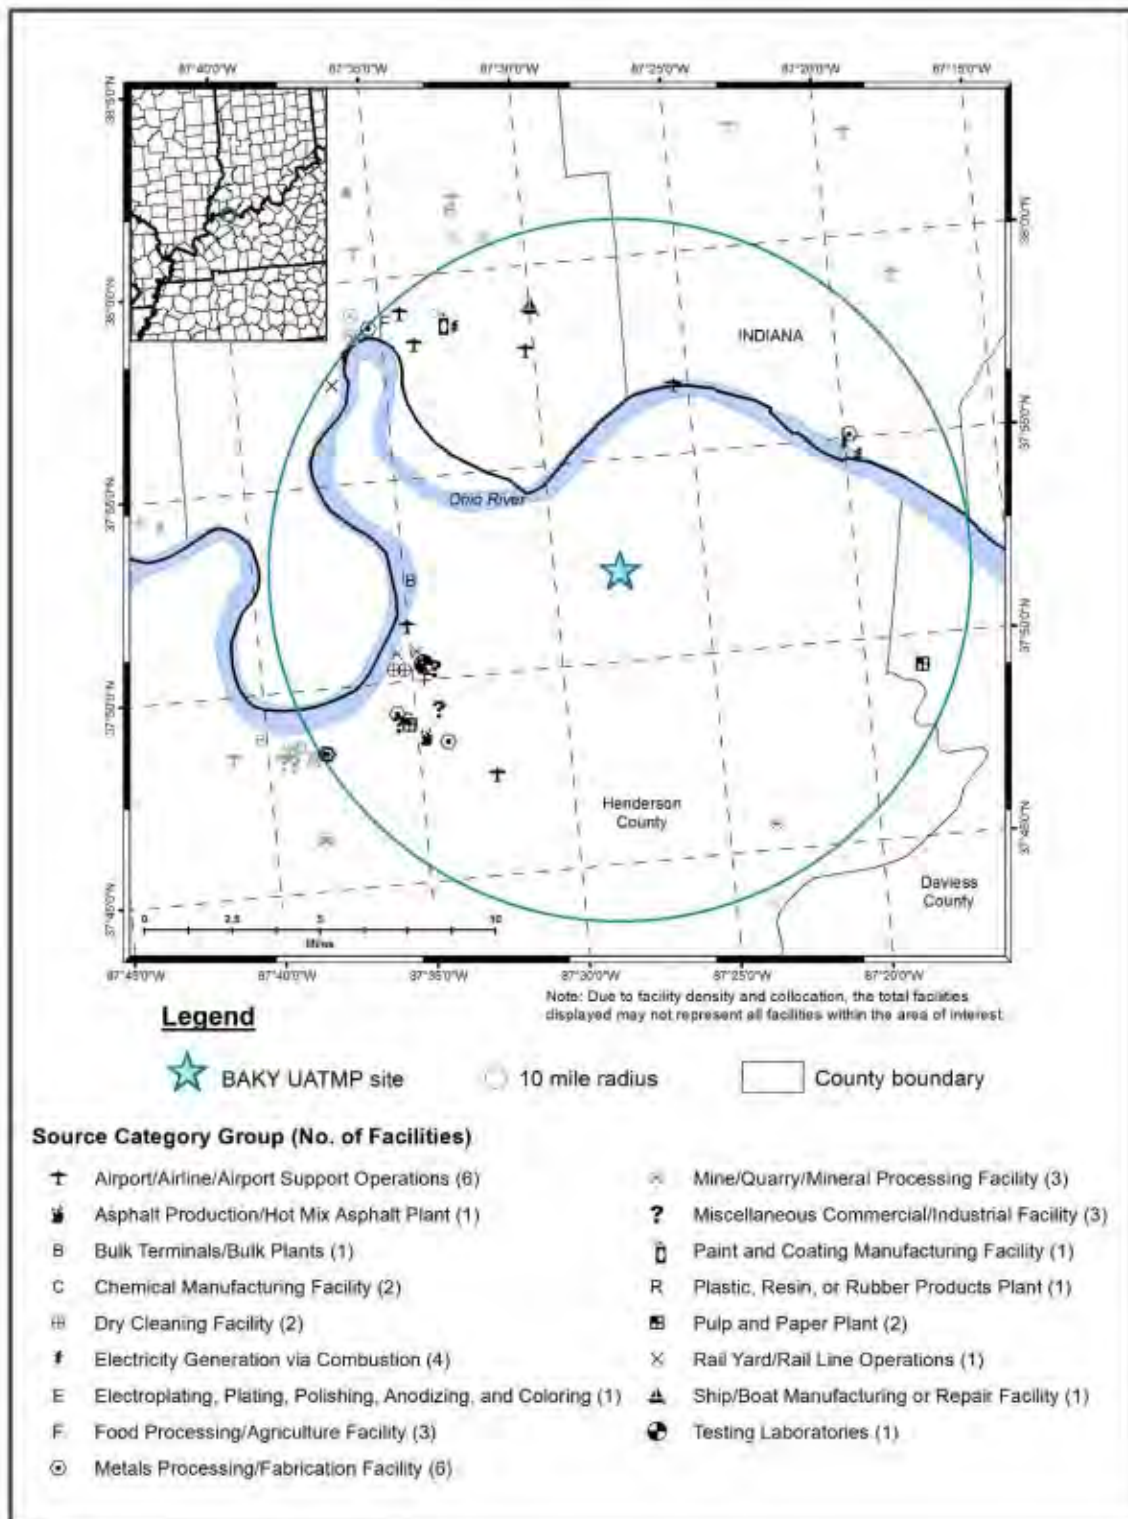 87°40'0"W 87°35'0"W 87°30'0"W 87°25'0"W 87°20'0"W 87°15'0"W
38°0'0"N
38°0'0"N
INDIANA
37°55'0"N
37°55'0"N
Ohio River
B
37°50'0"N
37°50'0"N
?
Henderson
County
37°45'0"N
Daviess
County
37°45'0"N
0 2.5 5 10
Miles
87°45'0"W 87°40'0"W 87°35'0"W 87°30'0"W 87°25'0"W 87°20'0"W
Note: Due to facility density and collocation, the total facilities
displayed may not represent all facilities within the area of interest.
Legend
BAKY UATMP site 10 mile radius County boundary
Source Category Group (No. of Facilities)
Airport/Airline/Airport Support Operations (6)
Asphalt Production/Hot Mix Asphalt Plant (1)
B Bulk Terminals/Bulk Plants (1)
C Chemical Manufacturing Facility (2)
Dry Cleaning Facility (2)
Electricity Generation via Combustion (4)
E Electroplating, Plating, Polishing, Anodizing, and Coloring (1)
F Food Processing/Agriculture Facility (3)
Metals Processing/Fabrication Facility (6)
Mine/Quarry/Mineral Processing Facility (3)
? Miscellaneous Commercial/Industrial Facility (3)
Paint and Coating Manufacturing Facility (1)
R Plastic, Resin, or Rubber Products Plant (1)
Pulp and Paper Plant (2)
Rail Yard/Rail Line Operations (1)
Ship/Boat Manufacturing or Repair Facility (1)
Testing Laboratories (1)